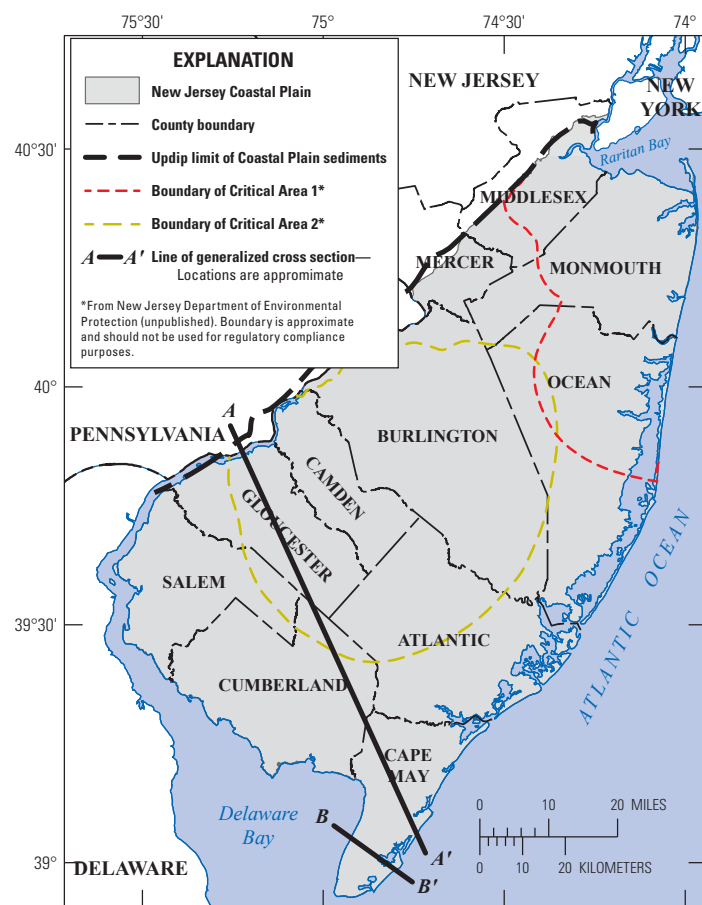 75°30'
75°
74°30'
74°
EXPLANATION
New Jersey Coastal Plain
County boundary
Updip limit of Coastal Plain sediments
Boundary of Critical Area 1*
Boundary of Critical Area 2*
A A' Line of generalized cross section—
Locations are approimate
*From New Jersey Department of Environmental
Protection (unpublished). Boundary is approximate
and should not be used for regulatory compliance
purposes.
NEW JERSEY
NEW
YORK
40°30'
Raritan Bay
MIDDLESEX
MERCER
MONMOUTH
40°
OCEAN
A
PENNSYLVANIA
BURLINGTON
CAMDEN
GLOUCESTER
SALEM
ATLANTIC OCEAN
39°30'
ATLANTIC
CUMBERLAND
CAPE
MAY
Delaware
Bay
B
0 10 20 MILES
0 10 20 KILOMETERS
39°
DELAWARE
A'
B'